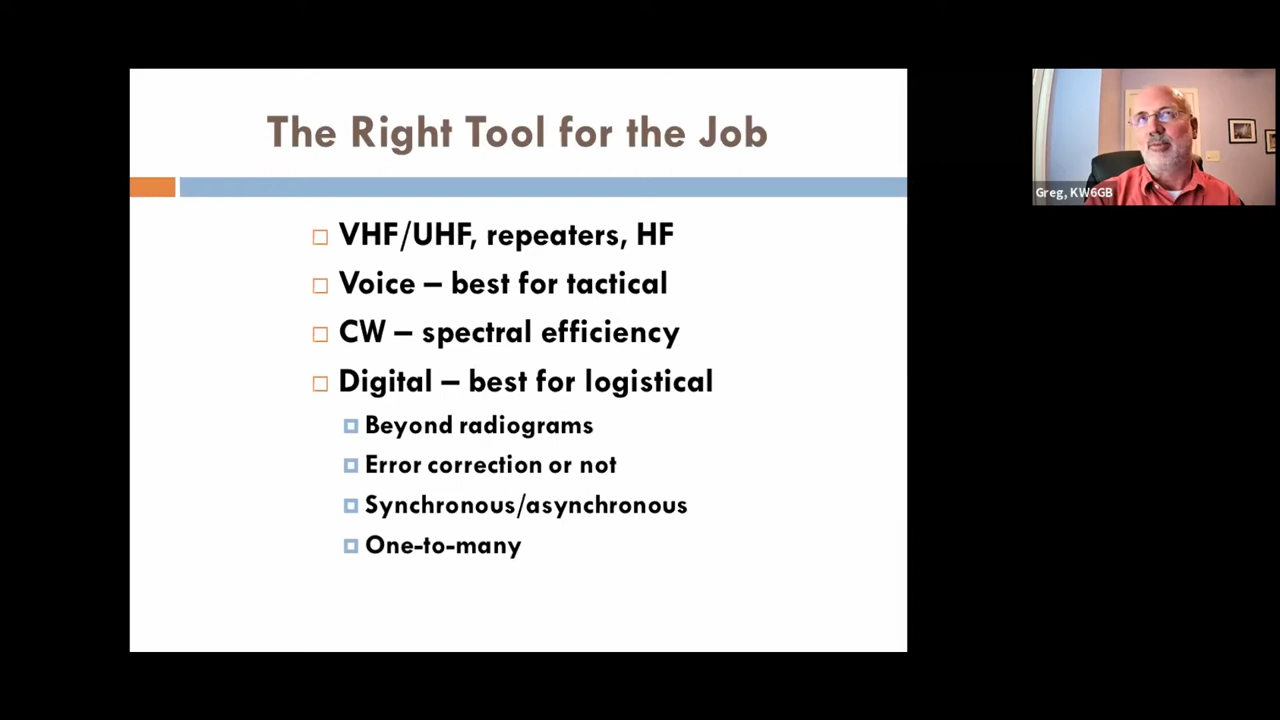 The Right Tool for the Job
VHF/UHF, repeaters, HF
Voice – best for tactical
CW – spectral efficiency
Digital – best for logistical
Beyond radiograms
Error correction or not
Synchronous/asynchronous
One-to-many
Greg, KW6GB